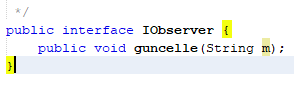 */
public interface IObserver {
public void guncelle(String m);
}